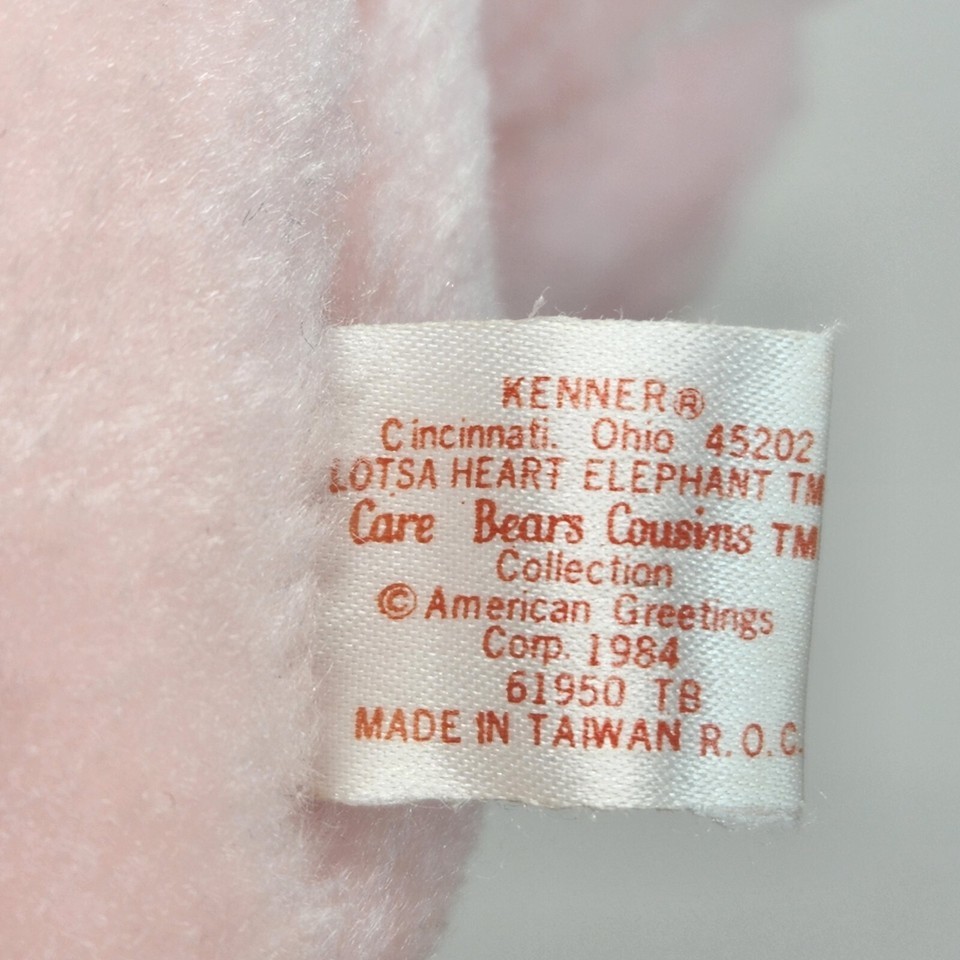 KENNER®
Cincinnati. Ohio 45202
LOTSA HEART ELEPHANT TM
Care Bears Cousins TM
Collection
© American Greetings
Corp. 1984
61950 TB
MADE IN TAIWAN R.O.C.